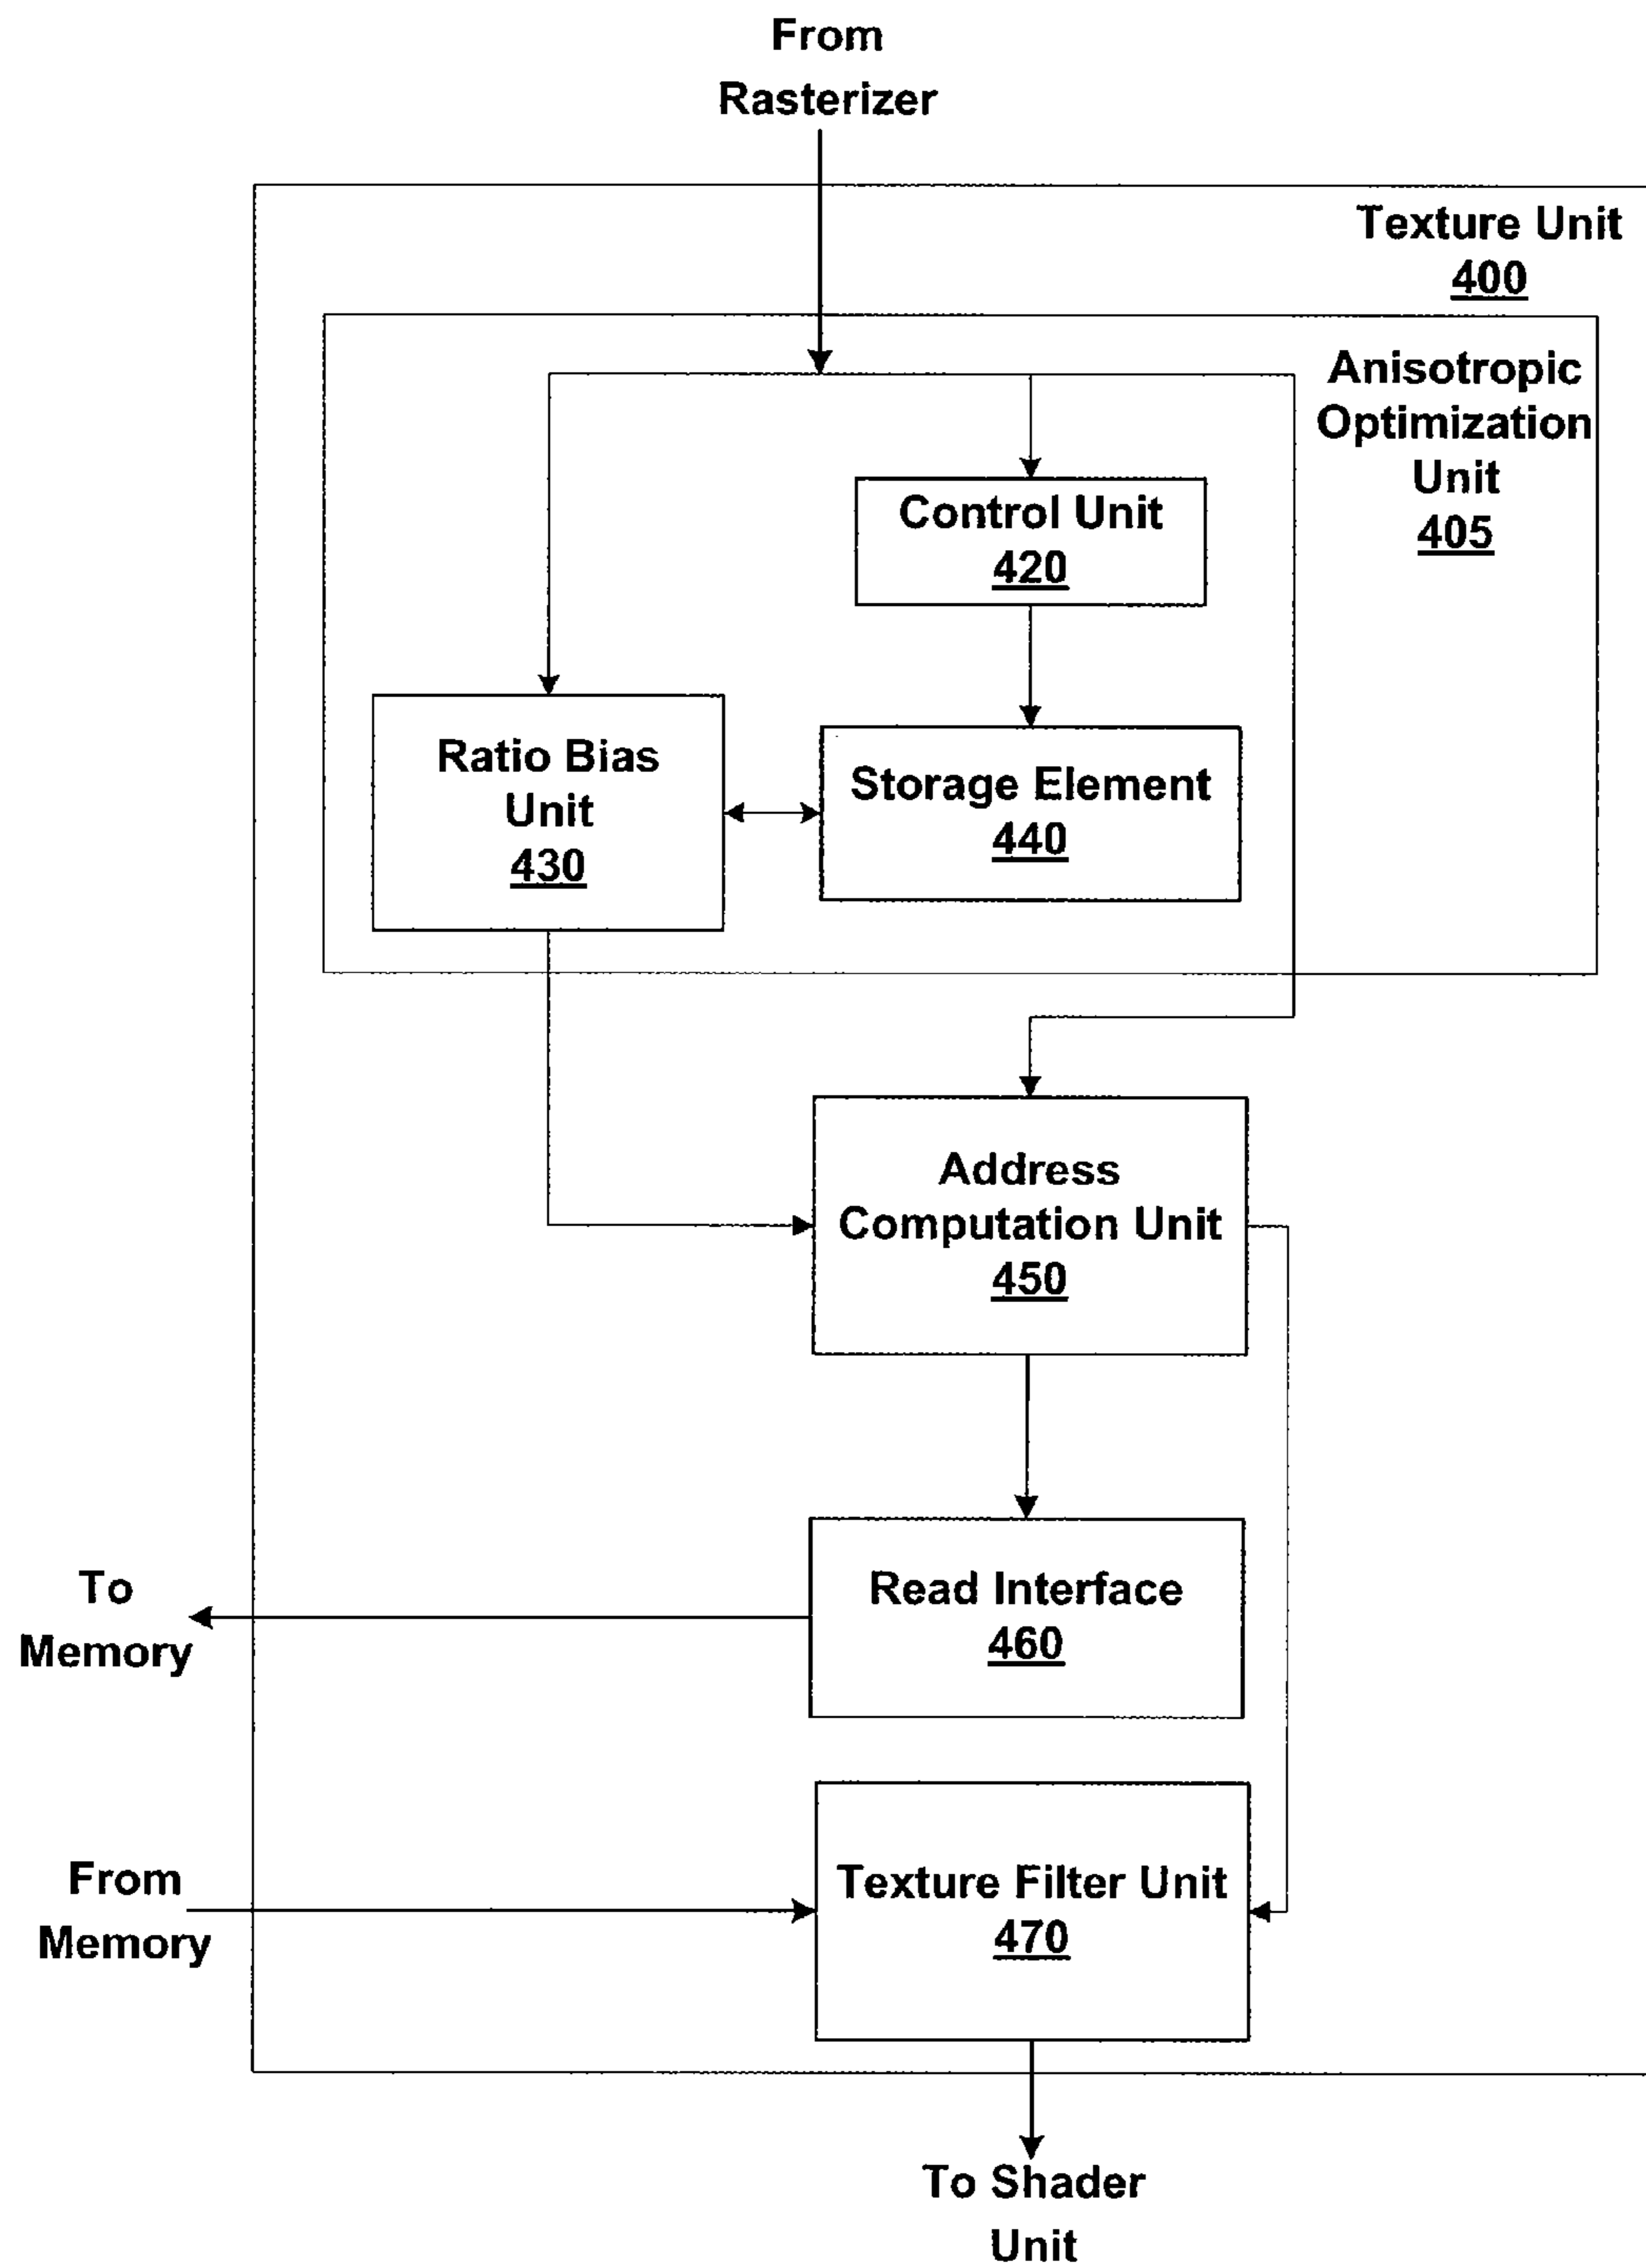 From
Rasterizer
Texture Unit
400
Anisotropic
Optimization
Unit
405
Control Unit
420
Ratio Bias
Unit
430
Storage Element
440
Address
Computation Unit
450
To
Memory
Read Interface
460
From
Memory
Texture Filter Unit
470
To Shader
Unit